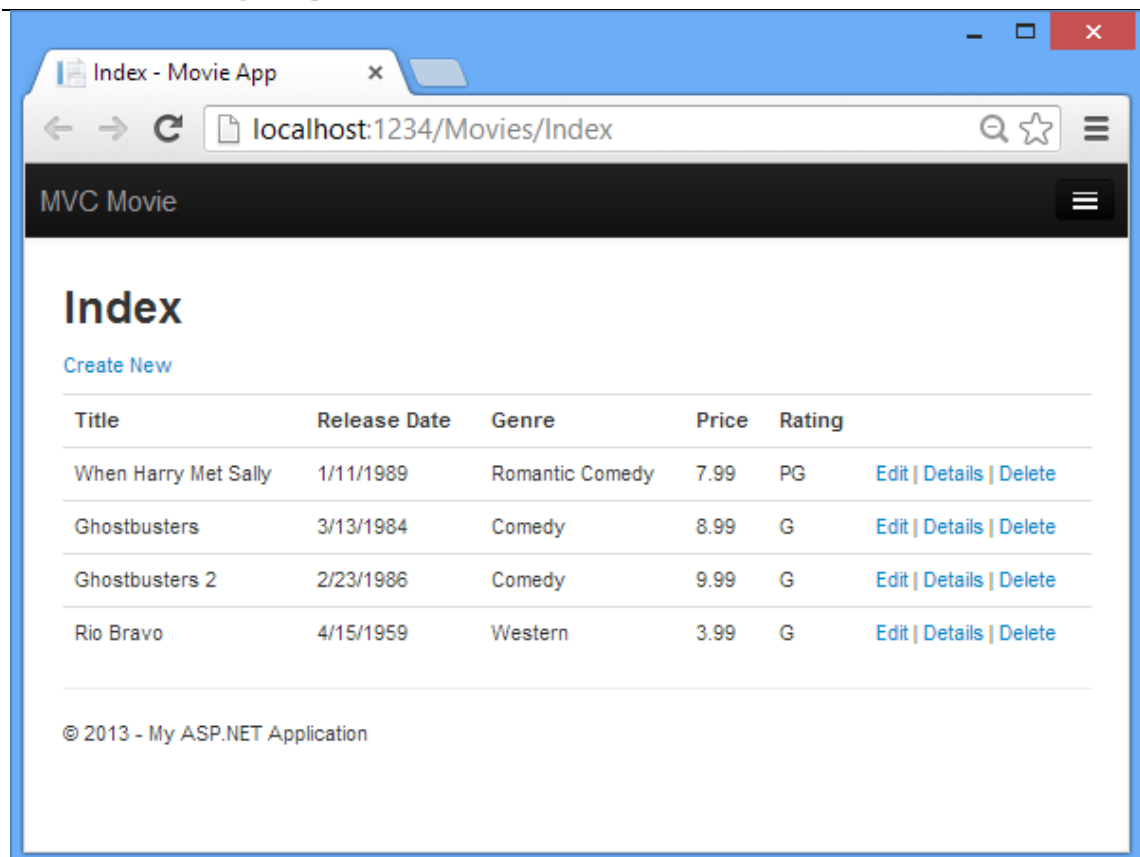 Index - Movie App
localhost:1234/Movies/Index
MVC Movie
Index
Create New
Title Release Date Genre Price Rating
When Harry Met Sally 1/11/1989 Romantic Comedy 7.99 PG Edit | Details | Delete
Ghostbusters 3/13/1984 Comedy 8.99 G Edit | Details | Delete
Ghostbusters 2 2/23/1986 Comedy 9.99 G Edit | Details | Delete
Rio Bravo 4/15/1959 Western 3.99 G Edit | Details | Delete
© 2013 - My ASP.NET Application